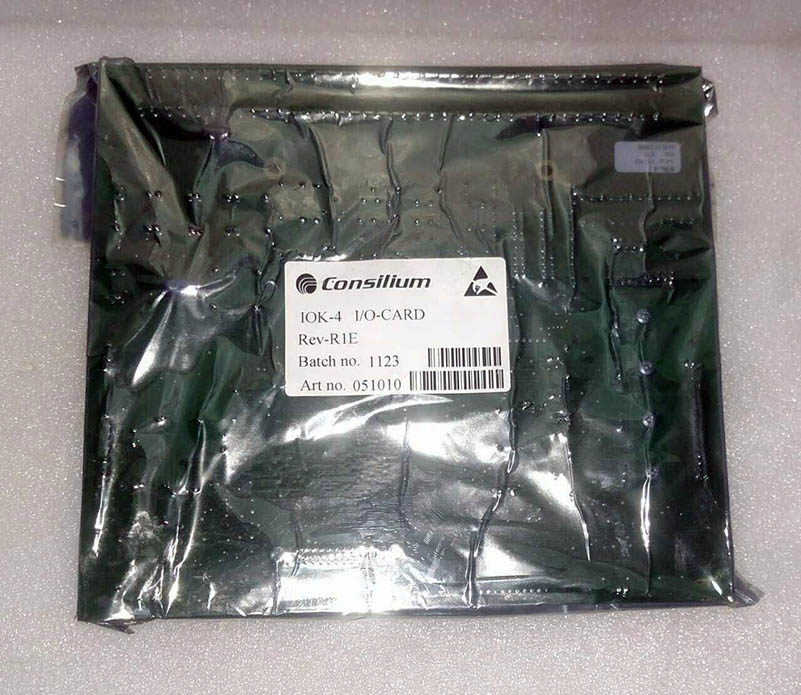 Consilium
IOK-4 I/O-CARD
Rev-R1E
Batch no. 1123
Art no. 051010